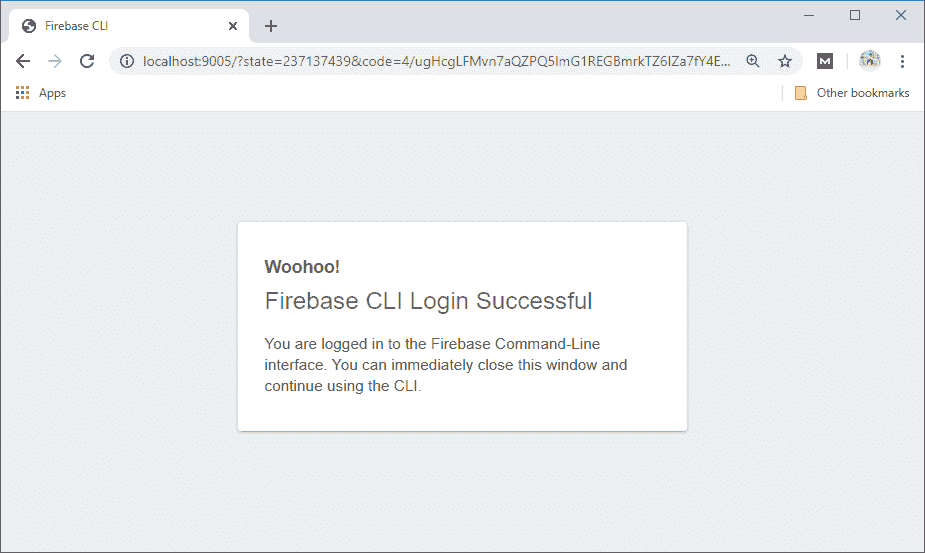 Firebase CLI
localhost:9005/?state=237137439&code=4/ugHcgLFMvn7aQZPQ5lmG1REGBmrkTZ6IZa7fY4E...
M
Apps
Other bookmarks
Woohoo!
Firebase CLI Login Successful
You are logged in to the Firebase Command-Line
interface. You can immediately close this window and
continue using the CLI.